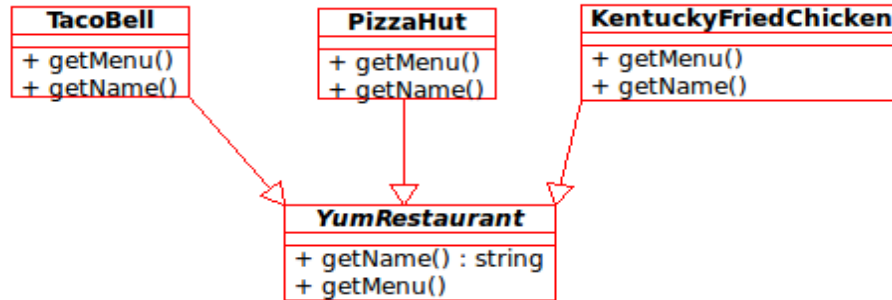 TacoBell
+ getMenu()
+ getName()
PizzaHut
+ getMenu()
+ getName()
KentuckyFriedChicken
+ getMenu()
+ getName()
YumRestaurant
+ getName() : string
+ getMenu()